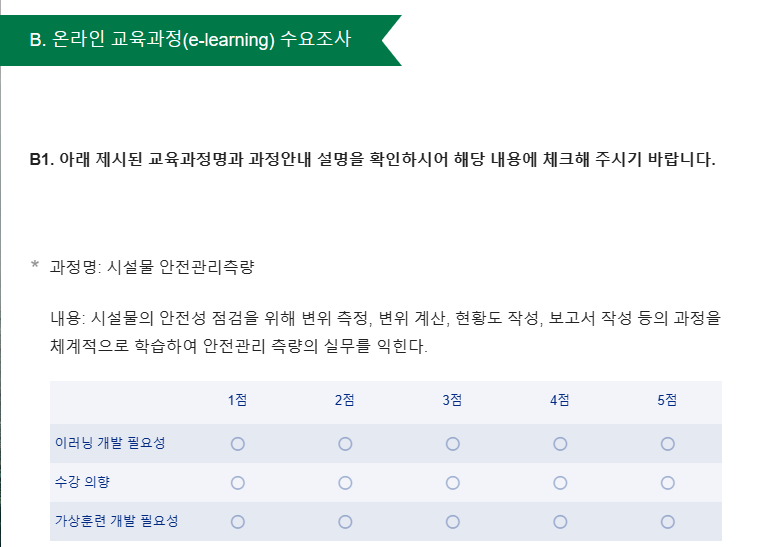 B. 온라인 교육과정(e-learning) 수요조사
B1. 아래 제시된 교육과정명과 과정안내 설명을 확인하시어 해당 내용에 체크해 주시기 바랍니다.
* 과정명: 시설물 안전관리측량
내용: 시설물의 안전성 점검을 위해 변위 측정, 변위 계산, 현황도 작성, 보고서 작성 등의 과정을
체계적으로 학습하여 안전관리 측량의 실무를 익힌다.
1점 2점 3점 4점 5점
이러닝 개발 필요성
수강 의향
가상훈련 개발 필요성